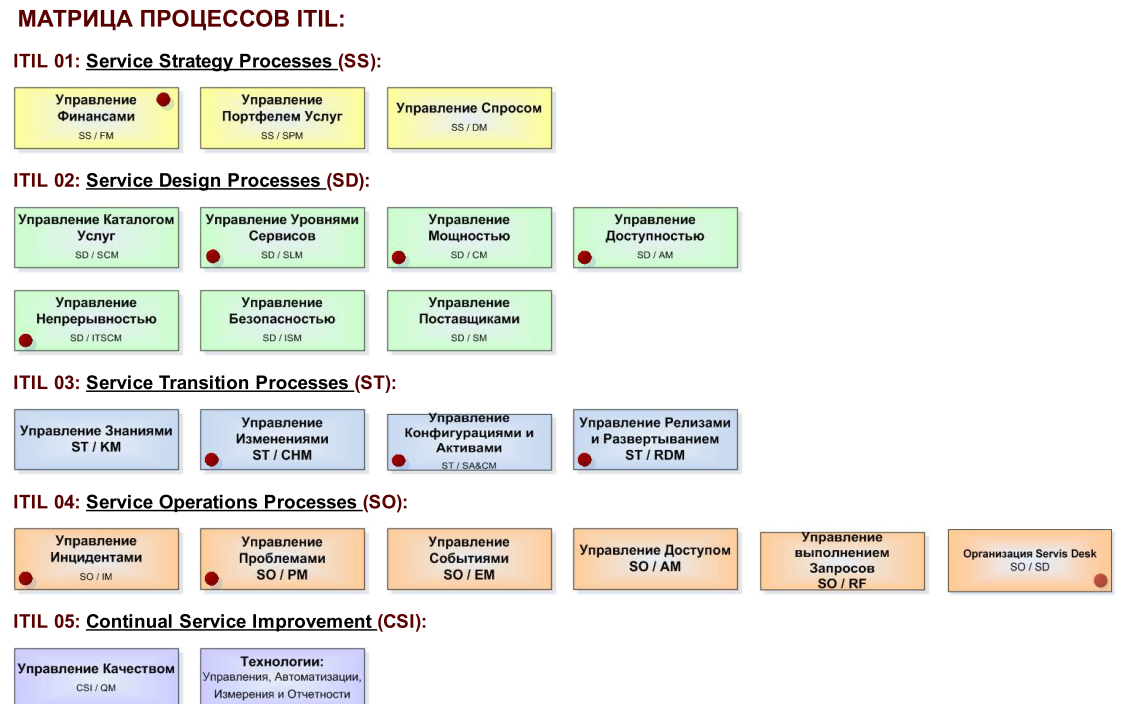 МАТРИЦА ПРОЦЕССОВ ITIL:
ITIL 01: Service Strategy Processes (SS):
Управление
Финансами
SS / FM
Управление
Портфелем Услуг
SS / SPM
Управление Спросом
SS / DM
ITIL 02: Service Design Processes (SD):
Управление Каталогом
Услуг
SD / SCM
Управление Уровнями
Сервисов
SD / SLM
Управление
Мощностью
SD / CM
Управление
Доступностью
SD / AM
Управление
Непрерывностью
SD / ITSCM
Управление
Безопасностью
SD / ISM
Управление
Поставщиками
SD / SM
ITIL 03: Service Transition Processes (ST):
Управление Знаниями
ST / KM
Управление
Изменениями
ST / CHM
Управление
Конфигурациями и
Активами
ST / SA&CM
Управление Релизами
и Развертыванием
ST / RDM
ITIL 04: Service Operations Processes (SO):
Управление
Инцидентами
SO / IM
Управление
Проблемами
SO / PM
Управление
Событиями
SO / EM
Управление Доступом
SO / AM
Управление
выполнением
Запросов
SO / RF
Организация Servis Desk
SO / SD
ITIL 05: Continual Service Improvement (CSI):
Управление Качеством
CSI / QM
Технологии:
Управления, Автоматизации,
Измерения и Отчетности